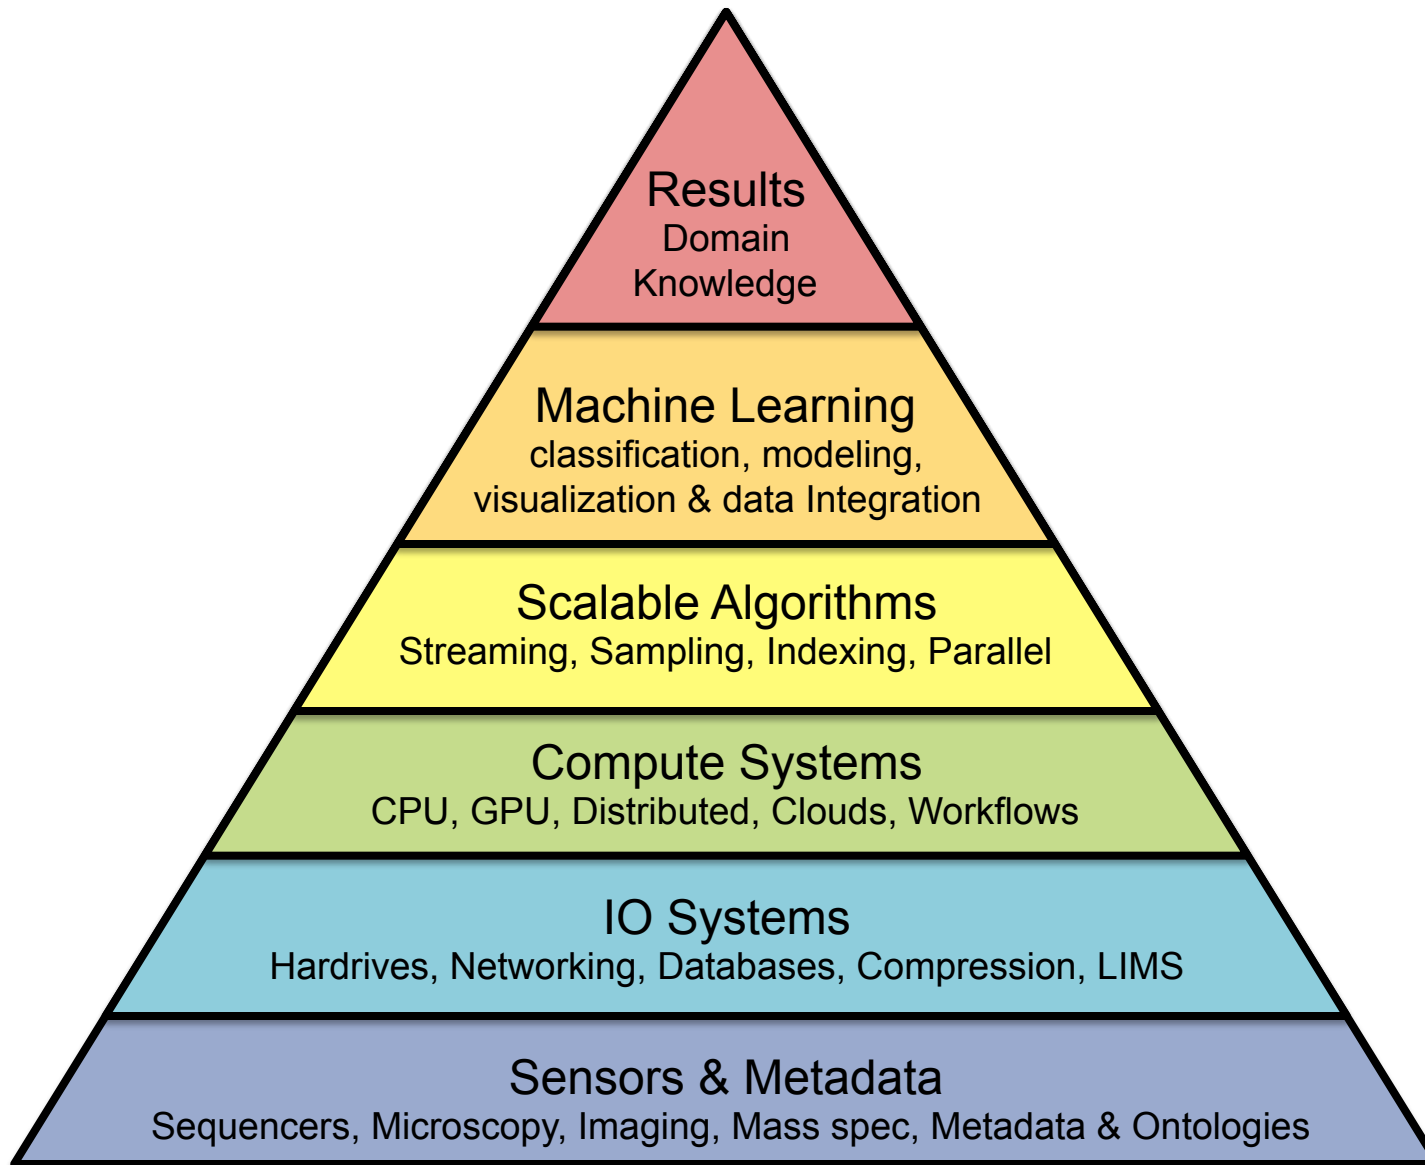 Results
Domain
Knowledge
Machine Learning
classification, modeling,
visualization & data Integration
Scalable Algorithms
Streaming, Sampling, Indexing, Parallel
Compute Systems
CPU, GPU, Distributed, Clouds, Workflows
IO Systems
Hardrives, Networking, Databases, Compression, LIMS
Sensors & Metadata
Sequencers, Microscopy, Imaging, Mass spec, Metadata & Ontologies